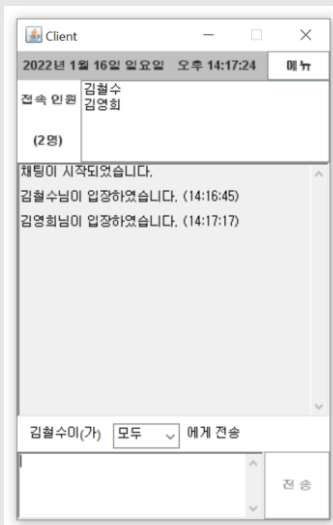 Client
2022년 1월 16일 일요일 오후 14:17:24 메뉴
접속 인원
(2명)
김철수
김영희
채팅이 시작되었습니다.
김철수님이 입장하였습니다. (14:16:45)
김영희님이 입장하였습니다. (14:17:17)
김철수이(가) 모두 에게 전송
전 송